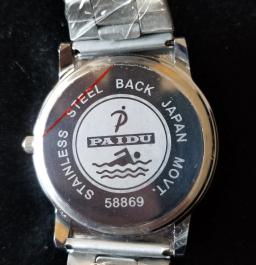 STAINLESS STEEL BACK JAPAN MOVT.
PAIDU
58869